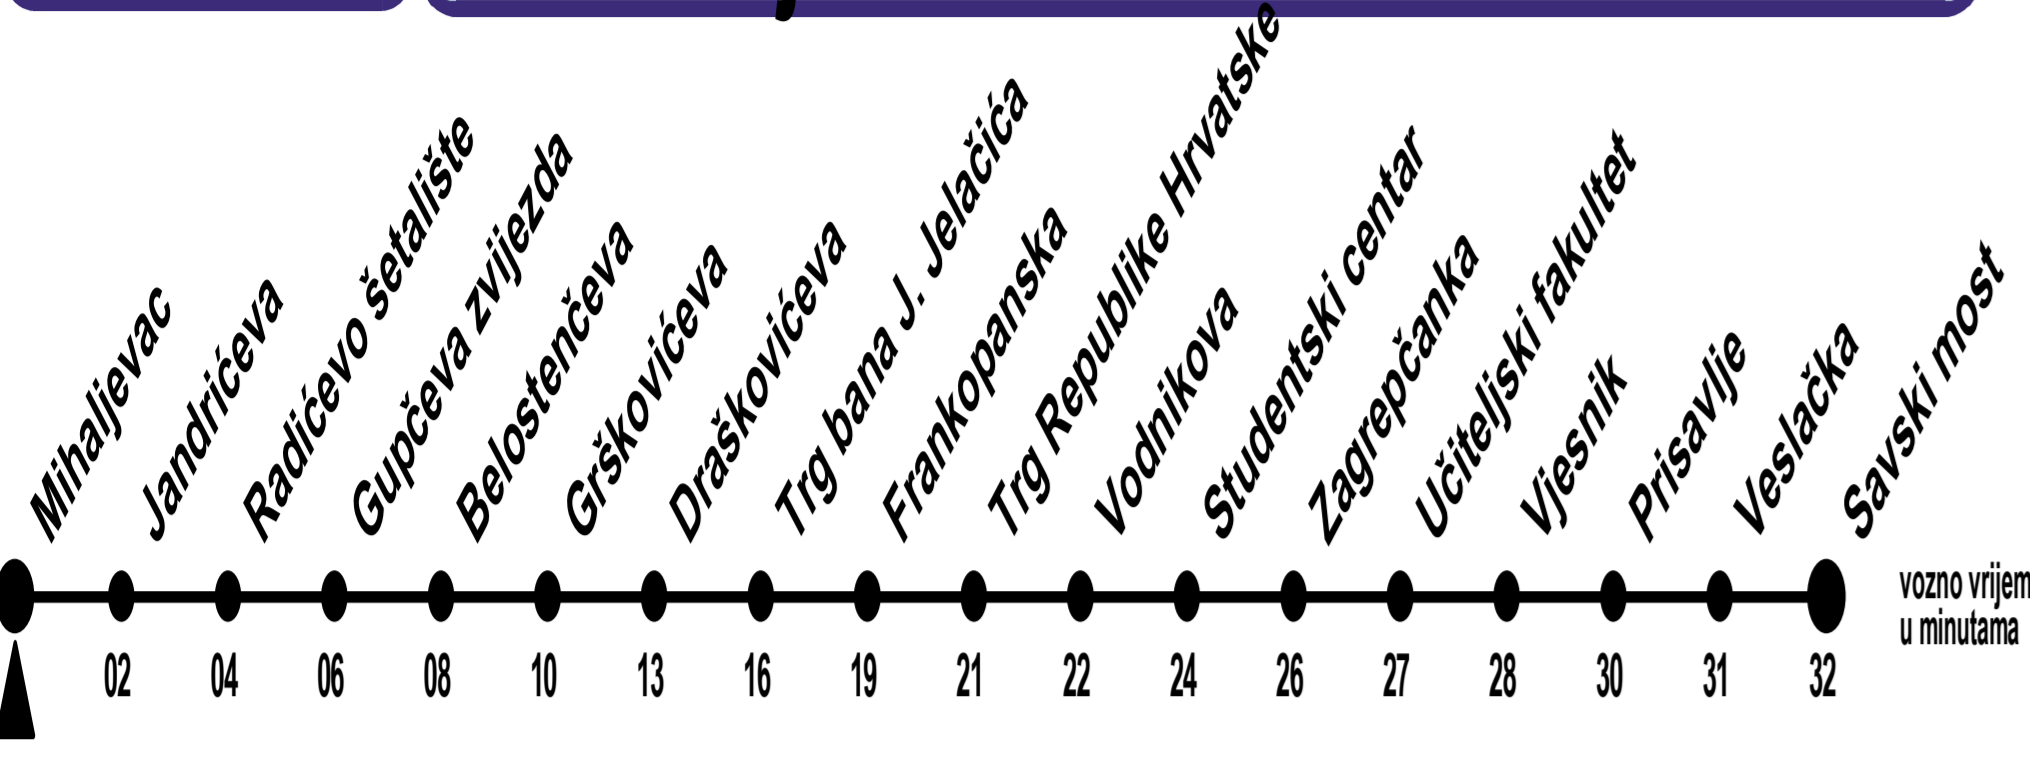 Mihaljevac
Jandrićeva
Radićevo šetalište
Gupčeva zvijezda
Belostenčeva
Grškovićeva
Draškovićeva
Trg bana J. Jelačića
Frankopanska
Trg Republike Hrvatske
Vodnikova
Studentski centar
Zagrepčanka
Učiteljski fakultet
Vjesnik
Prisavlje
Veslačka
Savski most
vozno vrijem
u minutama
02 04 06 08 10 13 16 19 21 22 24 26 27 28 30 31 32